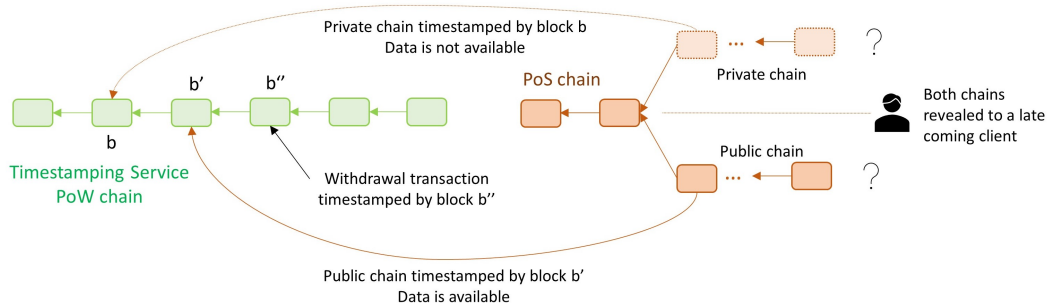 Private chain timestamped by block b
Data is not available
?
b'
b''
PoS chain
...
Private chain
Both chains
revealed to a late
coming client
b
Public chain
Timestamping Service
PoW chain
Withdrawal transaction
timestamped by block b''
...
?
Public chain timestamped by block b'
Data is available